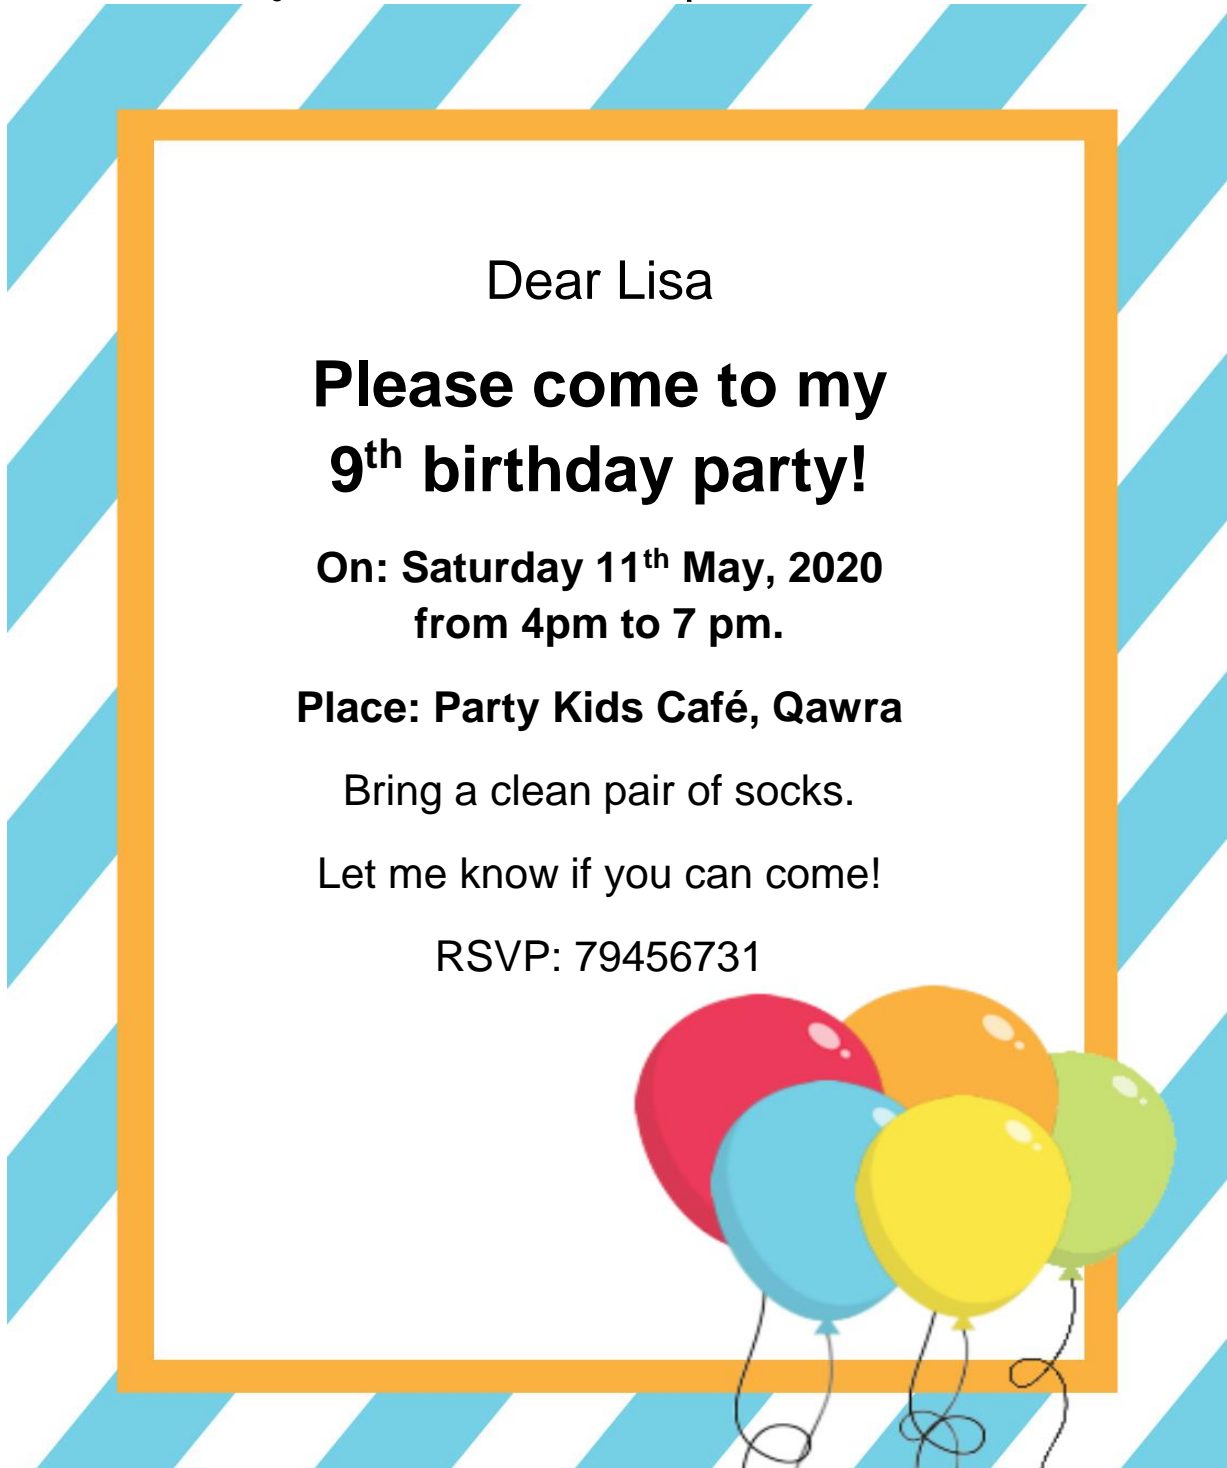 Dear Lisa
Please come to my
9th birthday party!
On: Saturday 11th May, 2020
from 4pm to 7 pm.
Place: Party Kids Café, Qawra
Bring a clean pair of socks.
Let me know if you can come!
RSVP: 79456731